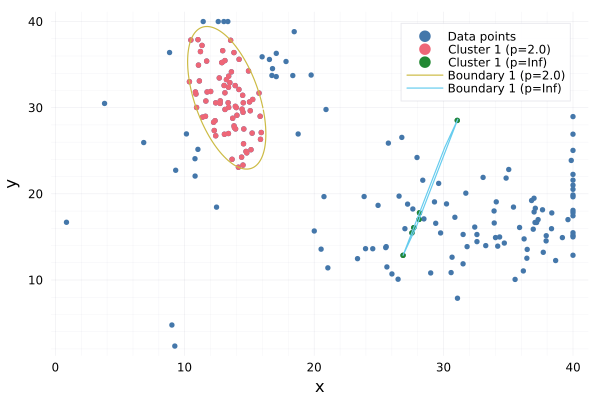 40
30
20
10
y
0
10
20
30
40
x
Data points
Cluster 1 (p=2.0)
Cluster 1 (p=Inf)
Boundary 1 (p=2.0)
Boundary 1 (p=Inf)